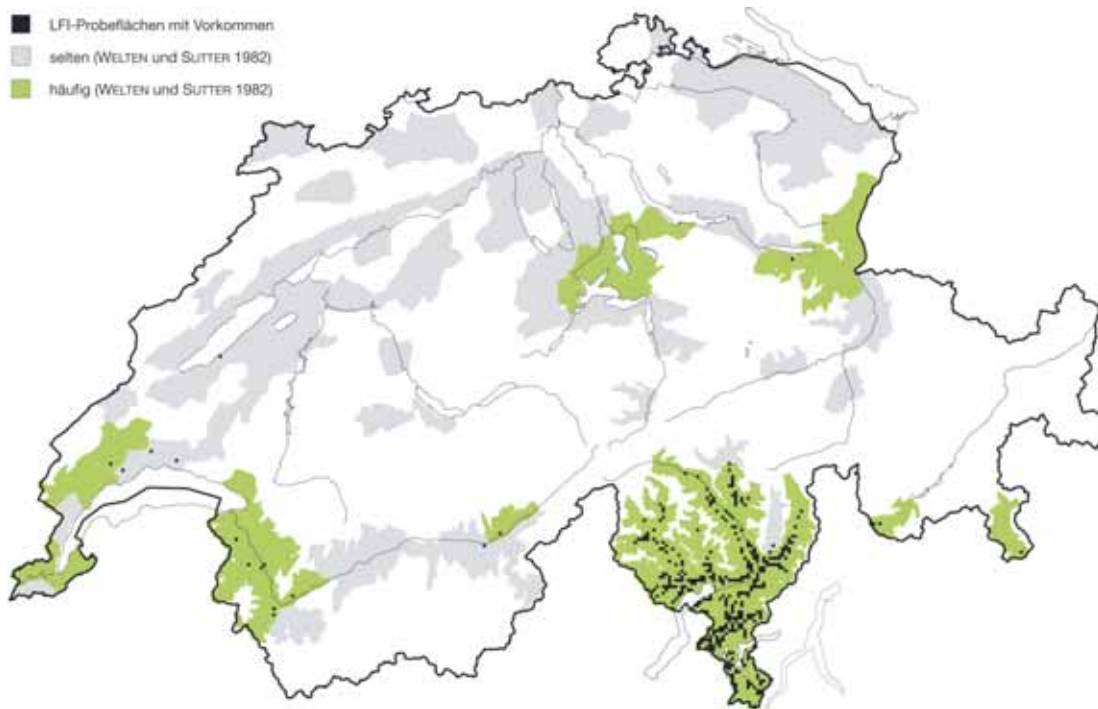 LFI-Probeflächen mit Vorkommen
selten (WELTEN und SUTTER 1982)
häufig (WELTEN und SUTTER 1982)